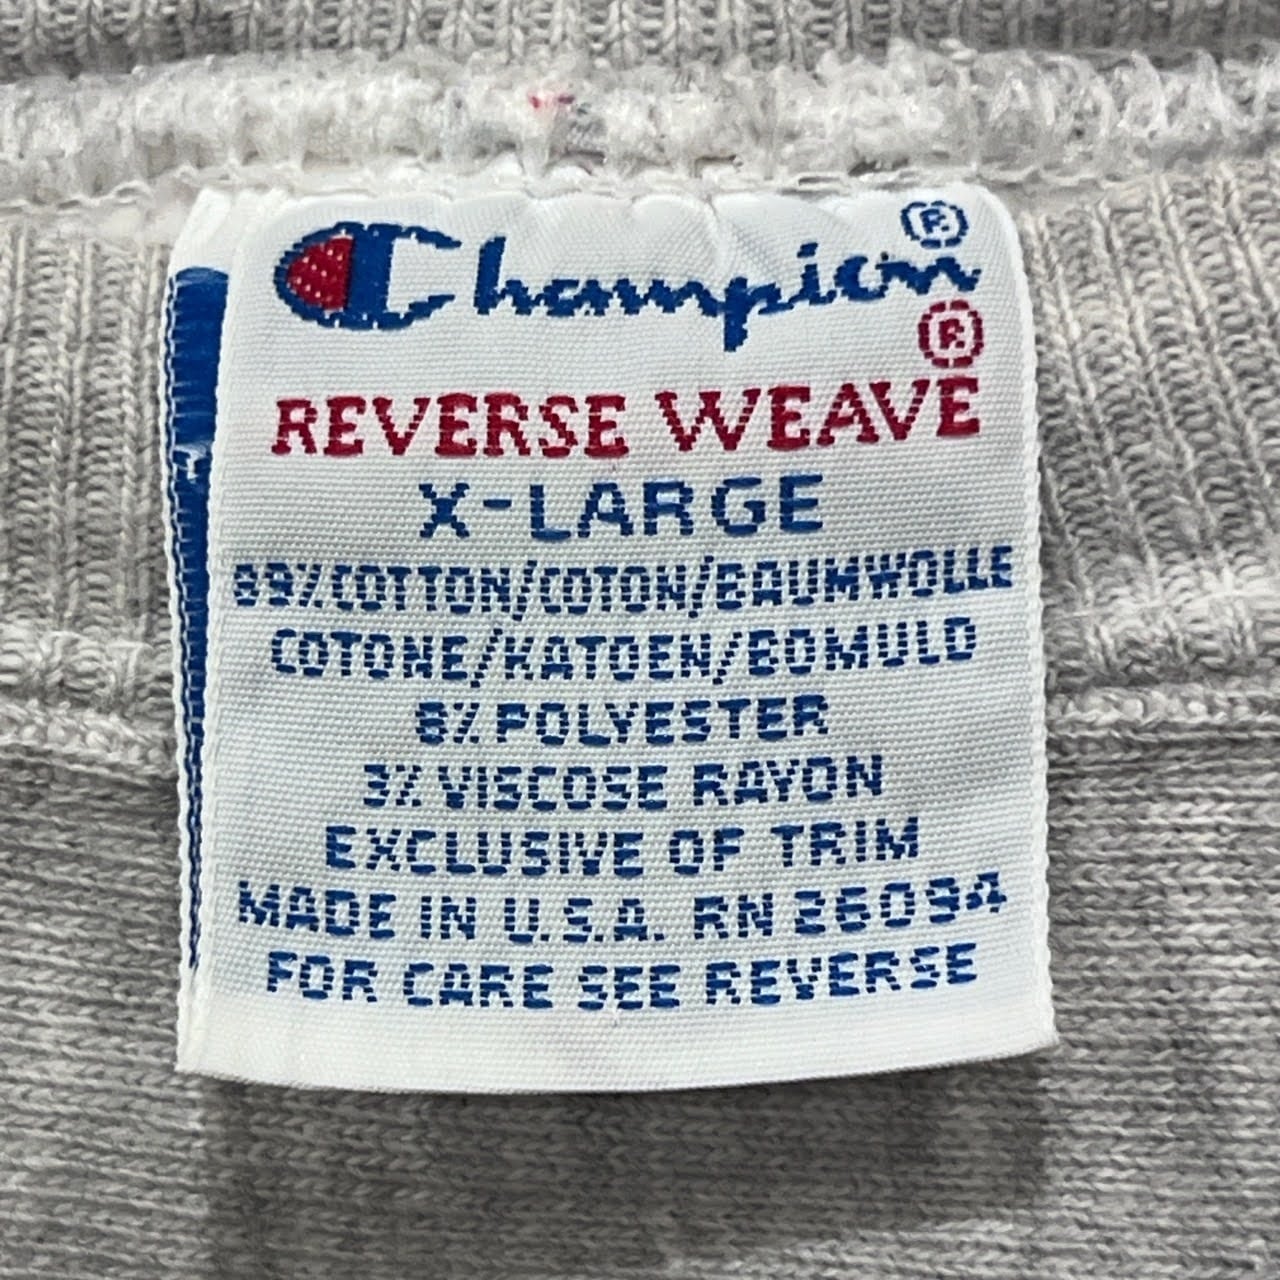 Champion®
®
REVERSE WEAVE
X-LARGE
89% COTTON/COTON/BAUMWOLLE
COTONE/KATOEN/BOMULD
8% POLYESTER
3% VISCOSE RAYON
EXCLUSIVE OF TRIM
MADE IN U.S.A. RN 26094
FOR CARE SEE REVERSE